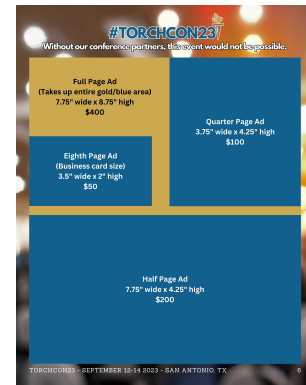 #TORCHCON23
Without our conference partners, this event would not be possible.
Full Page Ad
(Takes up entire gold/blue area)
7.75" wide x 8.75" high
$400
Quarter Page Ad
3.75" wide x 4.25" high
$100
Eighth Page Ad
(Business card size)
3.5" wide x 2" high
$50
Half Page Ad
7.75" wide x 4.25" high
$200
TORCHCON23 - SEPTEMBER 12-14 2023 - SAN ANTONIO, TX
6